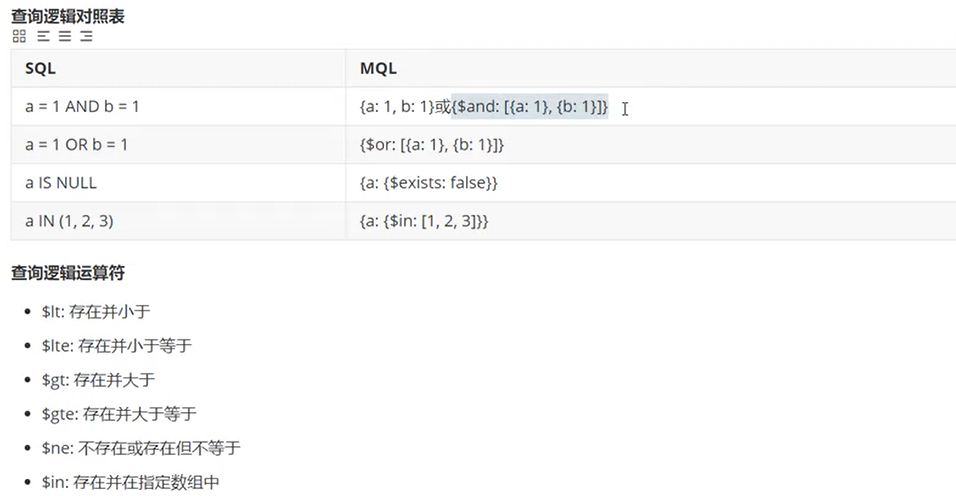 查询逻辑对照表
SQL MQL
a = 1 AND b = 1 {a: 1, b: 1}或{$and: [{a: 1}, {b: 1}]}
a = 1 OR b = 1 {$or: [{a: 1}, {b: 1}]}
a IS NULL {a: {$exists: false}}
a IN (1, 2, 3) {a: {$in: [1, 2, 3]}}
查询逻辑运算符
• $lt: 存在并小于
• $lte: 存在并小于等于
• $gt: 存在并大于
• $gte: 存在并大于等于
• $ne: 不存在或存在但不等于
• $in: 存在并在指定数组中